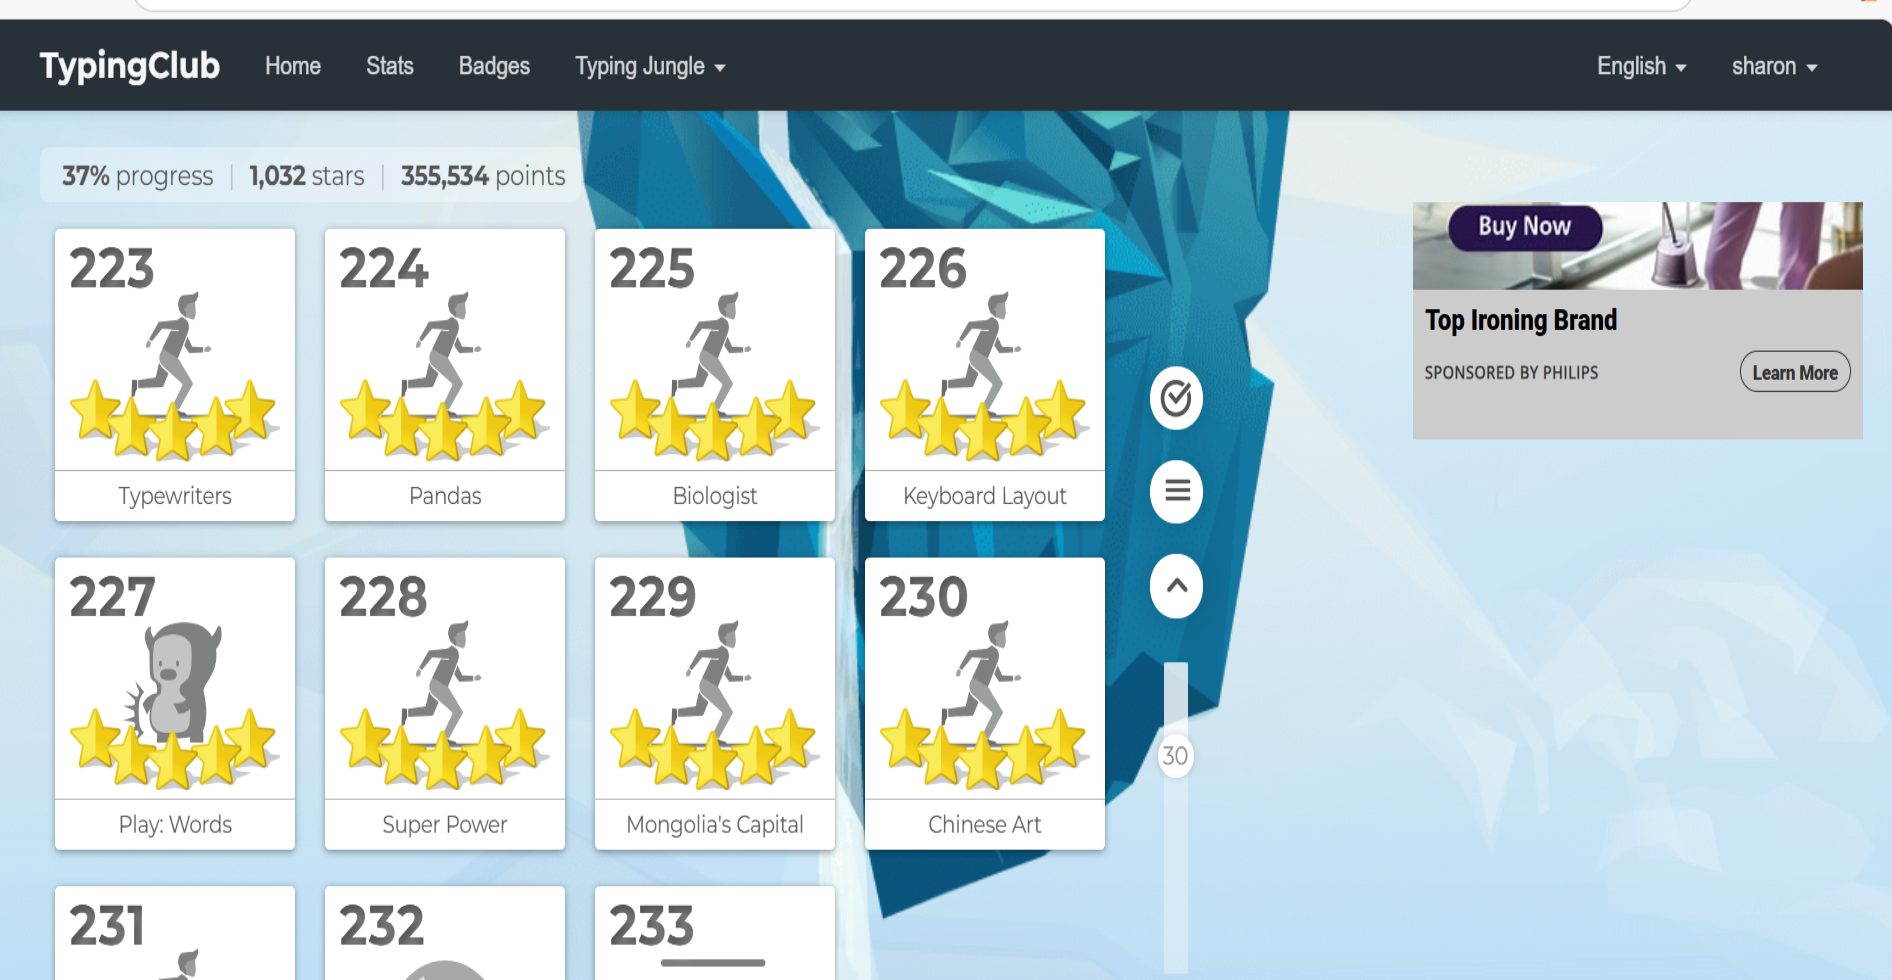 TypingClub Home Stats Badges Typing Jungle English sharon
37% progress 1,032 stars 355,534 points
Buy Now
Top Ironing Brand
SPONSORED BY PHILIPS Learn More
223 224 225 226
Typewriters Pandas Biologist Keyboard Layout
227 228 229 230
30
Play: Words Super Power Mongolia's Capital Chinese Art
231 232 233